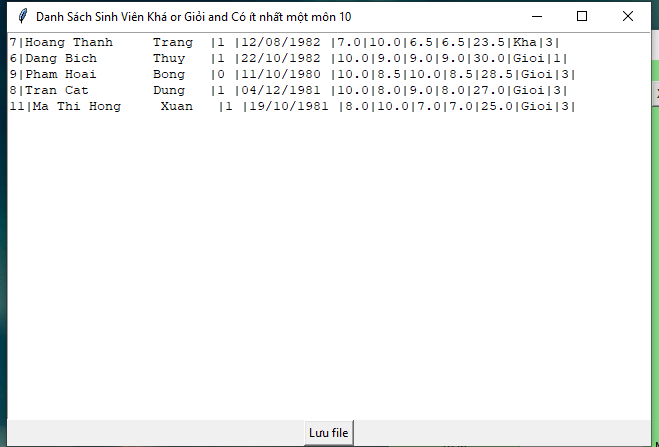 Danh Sách Sinh Viên Khá or Giỏi and Có ít nhất một môn 10
7|Hoang Thanh     Trang  |1 |12/08/1982 |7.0|10.0|6.5|6.5|23.5|Kha|3|
6|Dang Bich       Thuy   |1 |22/10/1982 |10.0|9.0|9.0|9.0|30.0|Gioi|1|
9|Pham Hoai       Bong   |0 |11/10/1980 |10.0|8.5|10.0|8.5|28.5|Gioi|3|
8|Tran Cat        Dung   |1 |04/12/1981 |10.0|8.0|9.0|8.0|27.0|Gioi|3|
11|Ma Thi Hong     Xuan   |1 |19/10/1981 |8.0|10.0|7.0|7.0|25.0|Gioi|3|
Lưu file